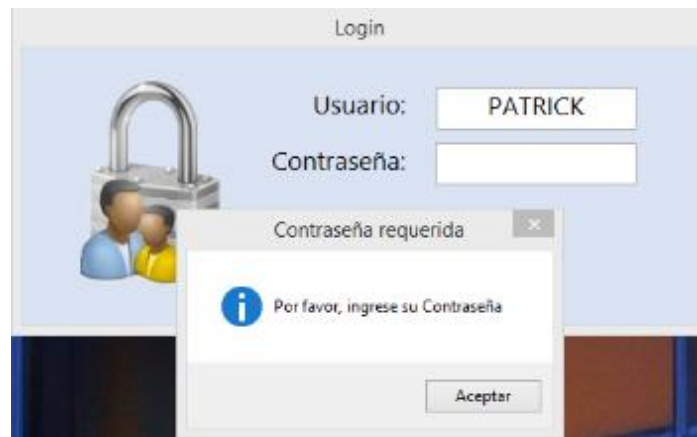 Login
Usuario:
PATRICK
Contraseña:
Contraseña requerida
Por favor, ingrese su Contraseña
Aceptar